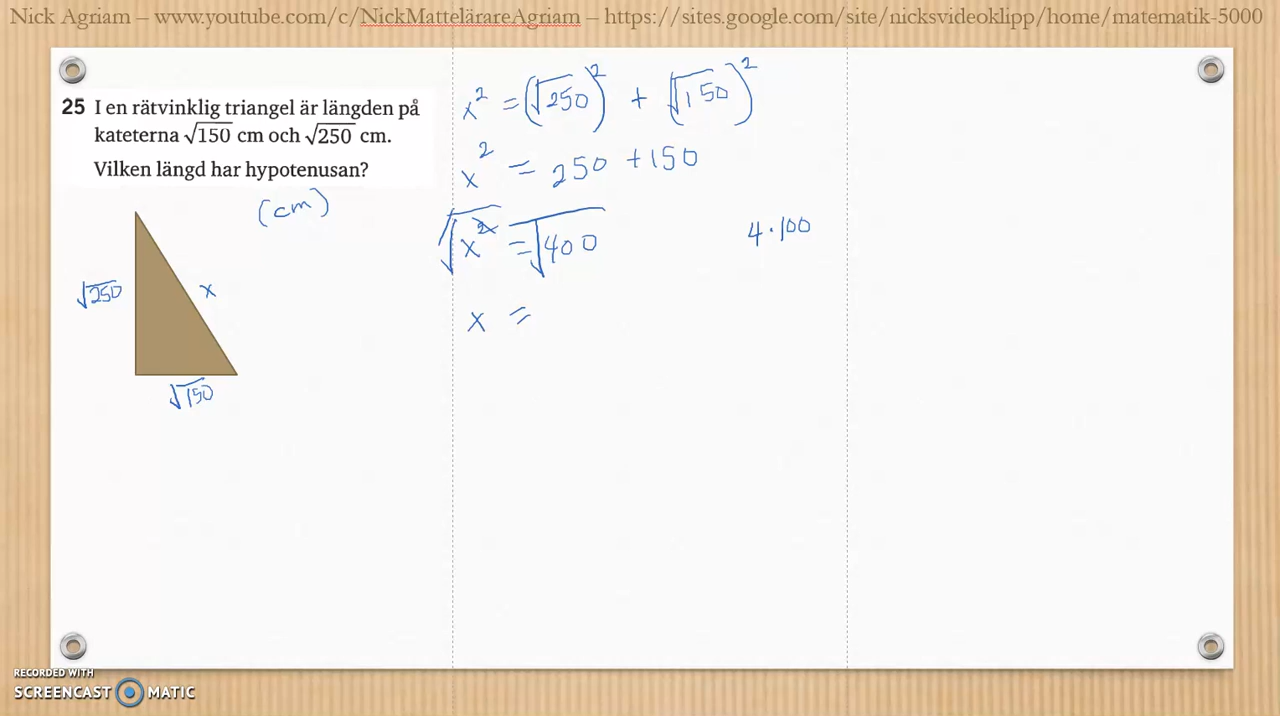 Nick Agriam – www.youtube.com/c/NickMattelärareAgriam – https://sites.google.com/site/nicksvideoklipp/home/matematik-5000
25 I en rätvinklig triangel är längden på
kateterna √150 cm och √250 cm.
Vilken längd har hypotenusan?
(cm)
√250
x
√150
x² = (√250)² + (√150)²
x² = 250 + 150
√x² = √400
4·100
x =
RECORDED WITH
SCREENCAST MATIC